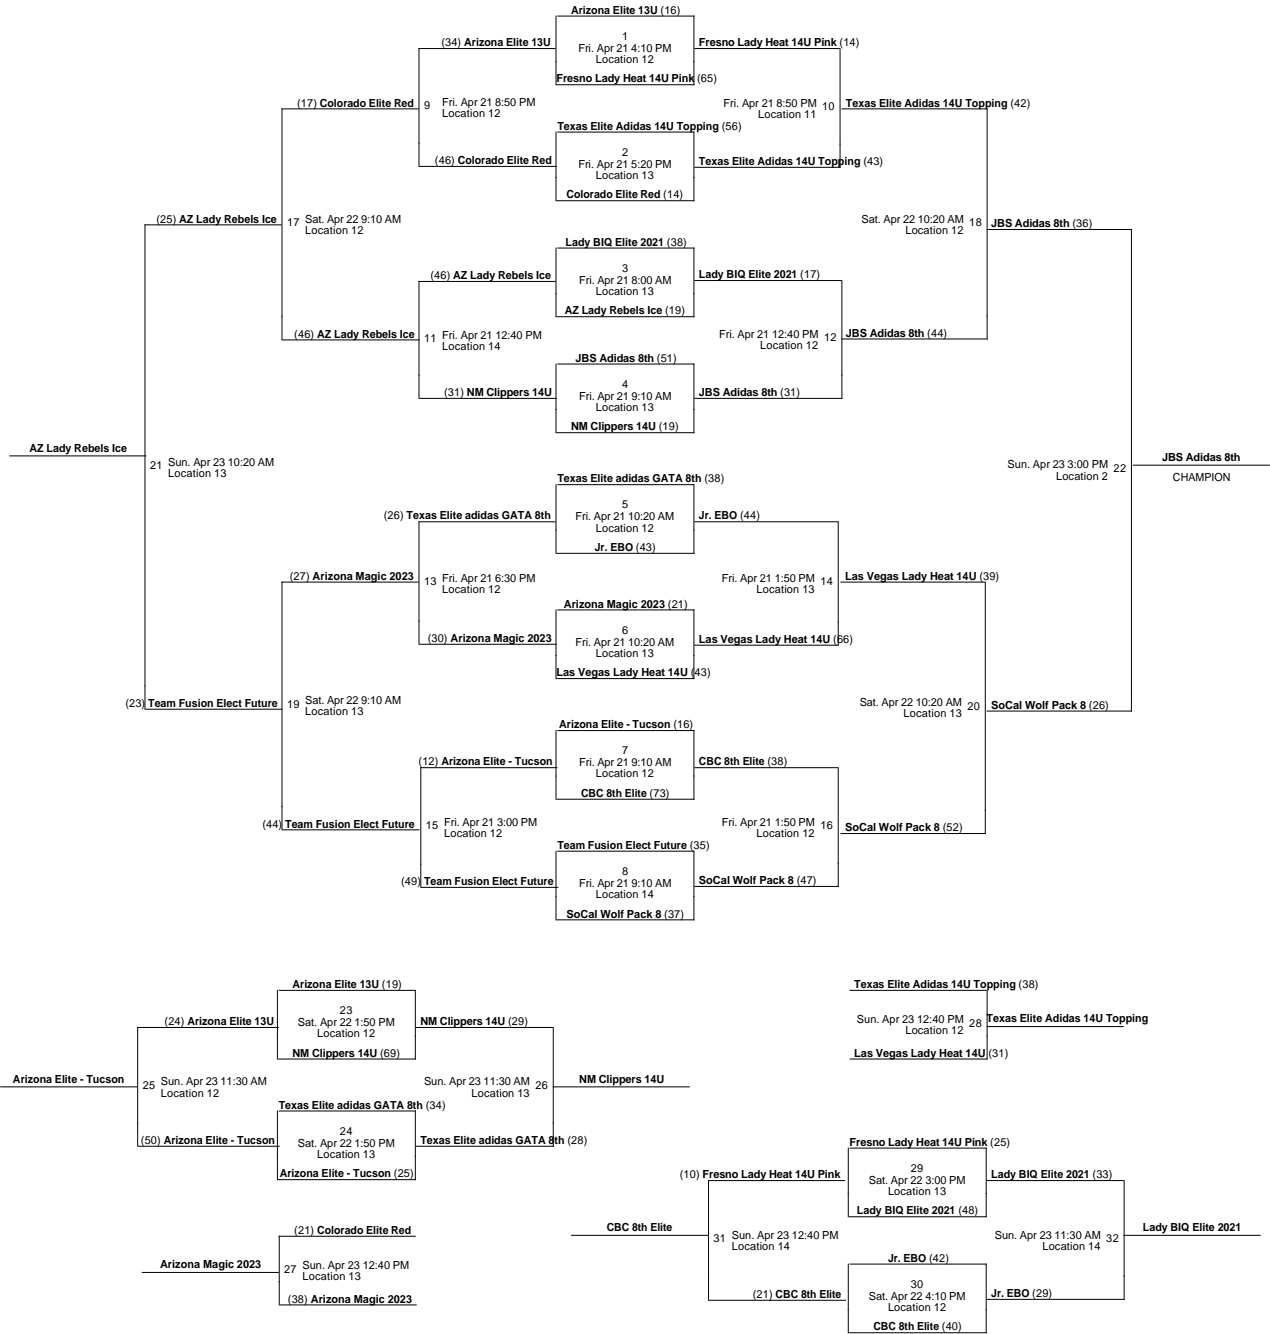 Arizona Elite 13U (16)
1
Fri. Apr 21 4:10 PM
Location 12
Fresno Lady Heat 14U Pink (65)
(34) Arizona Elite 13U
Fresno Lady Heat 14U Pink (14)
9 Fri. Apr 21 8:50 PM
Location 12
Fri. Apr 21 8:50 PM 10
Location 11
(17) Colorado Elite Red
Texas Elite Adidas 14U Topping (42)
Texas Elite Adidas 14U Topping (56)
2
Fri. Apr 21 5:20 PM
Location 13
Colorado Elite Red (14)
(46) Colorado Elite Red
Texas Elite Adidas 14U Topping (43)
(25) AZ Lady Rebels Ice
17 Sat. Apr 22 9:10 AM
Location 12
Sat. Apr 22 10:20 AM 18
Location 12
JBS Adidas 8th (36)
Lady BIQ Elite 2021 (38)
3
Fri. Apr 21 8:00 AM
Location 13
AZ Lady Rebels Ice (19)
(46) AZ Lady Rebels Ice
Lady BIQ Elite 2021 (17)
(46) AZ Lady Rebels Ice
11 Fri. Apr 21 12:40 PM
Location 14
Fri. Apr 21 12:40 PM 12
Location 12
JBS Adidas 8th (44)
JBS Adidas 8th (51)
4
Fri. Apr 21 9:10 AM
Location 13
NM Clippers 14U (19)
(31) NM Clippers 14U
JBS Adidas 8th (31)
AZ Lady Rebels Ice
21 Sun. Apr 23 10:20 AM
Location 13
Sun. Apr 23 3:00 PM 22
Location 2
JBS Adidas 8th
CHAMPION
Texas Elite adidas GATA 8th (38)
5
Fri. Apr 21 10:20 AM
Location 12
Jr. EBO (43)
(26) Texas Elite adidas GATA 8th
Jr. EBO (44)
(27) Arizona Magic 2023
13 Fri. Apr 21 6:30 PM
Location 12
Fri. Apr 21 1:50 PM 14
Location 13
Las Vegas Lady Heat 14U (39)
Arizona Magic 2023 (21)
6
Fri. Apr 21 10:20 AM
Location 13
Las Vegas Lady Heat 14U (43)
(30) Arizona Magic 2023
Las Vegas Lady Heat 14U (66)
(23) Team Fusion Elect Future
19 Sat. Apr 22 9:10 AM
Location 13
Sat. Apr 22 10:20 AM 20
Location 13
SoCal Wolf Pack 8 (26)
Arizona Elite - Tucson (16)
7
Fri. Apr 21 9:10 AM
Location 12
CBC 8th Elite (73)
(12) Arizona Elite - Tucson
CBC 8th Elite (38)
(44) Team Fusion Elect Future
15 Fri. Apr 21 3:00 PM
Location 12
Fri. Apr 21 1:50 PM 16
Location 12
SoCal Wolf Pack 8 (52)
Team Fusion Elect Future (35)
8
Fri. Apr 21 9:10 AM
Location 14
SoCal Wolf Pack 8 (37)
(49) Team Fusion Elect Future
SoCal Wolf Pack 8 (47)
Arizona Elite 13U (19)
23
Sat. Apr 22 1:50 PM
Location 12
NM Clippers 14U (69)
(24) Arizona Elite 13U
NM Clippers 14U (29)
Arizona Elite - Tucson
25 Sun. Apr 23 11:30 AM
Location 12
Sun. Apr 23 11:30 AM 26
Location 13
NM Clippers 14U
Texas Elite adidas GATA 8th (34)
24
Sat. Apr 22 1:50 PM
Location 13
Arizona Elite - Tucson (25)
(50) Arizona Elite - Tucson
Texas Elite adidas GATA 8th (28)
Texas Elite Adidas 14U Topping (38)
Sun. Apr 23 12:40 PM 28
Location 12
Texas Elite Adidas 14U Topping
Las Vegas Lady Heat 14U (31)
(21) Colorado Elite Red
Arizona Magic 2023
27 Sun. Apr 23 12:40 PM
Location 13
(38) Arizona Magic 2023
Fresno Lady Heat 14U Pink (25)
29
Sat. Apr 22 3:00 PM
Location 13
Lady BIQ Elite 2021 (48)
(10) Fresno Lady Heat 14U Pink
Lady BIQ Elite 2021 (33)
CBC 8th Elite
31 Sun. Apr 23 12:40 PM
Location 14
Sun. Apr 23 11:30 AM 32
Location 14
Lady BIQ Elite 2021
Jr. EBO (42)
30
Sat. Apr 22 4:10 PM
Location 12
CBC 8th Elite (40)
(21) CBC 8th Elite
Jr. EBO (29)